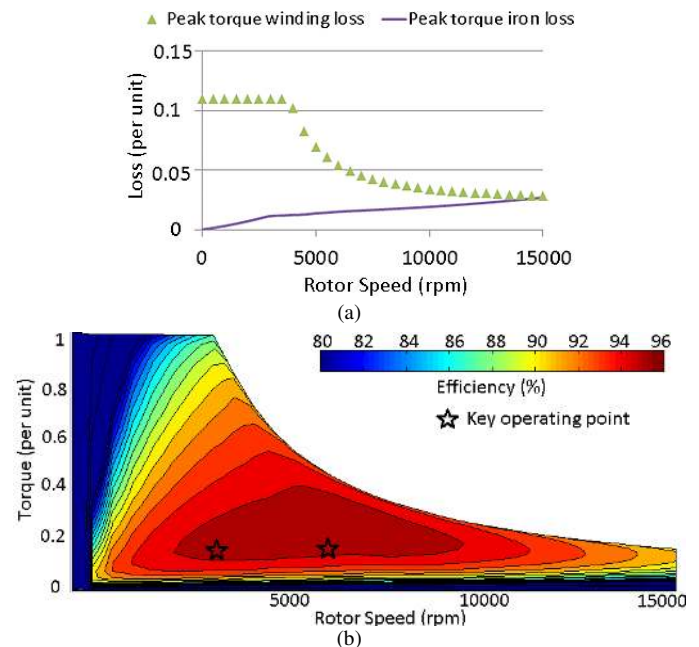 Peak torque winding loss Peak torque iron loss
0.15
0.1
0.05
0
Loss (per unit)
0 5000 10000 15000
Rotor Speed (rpm)
(a)
1
0.8
0.6
0.4
0.2
0
Torque (per unit)
80 82 84 86 88 90 92 94 96
Efficiency (%)
Key operating point
5000 10000 15000
Rotor Speed (rpm)
(b)